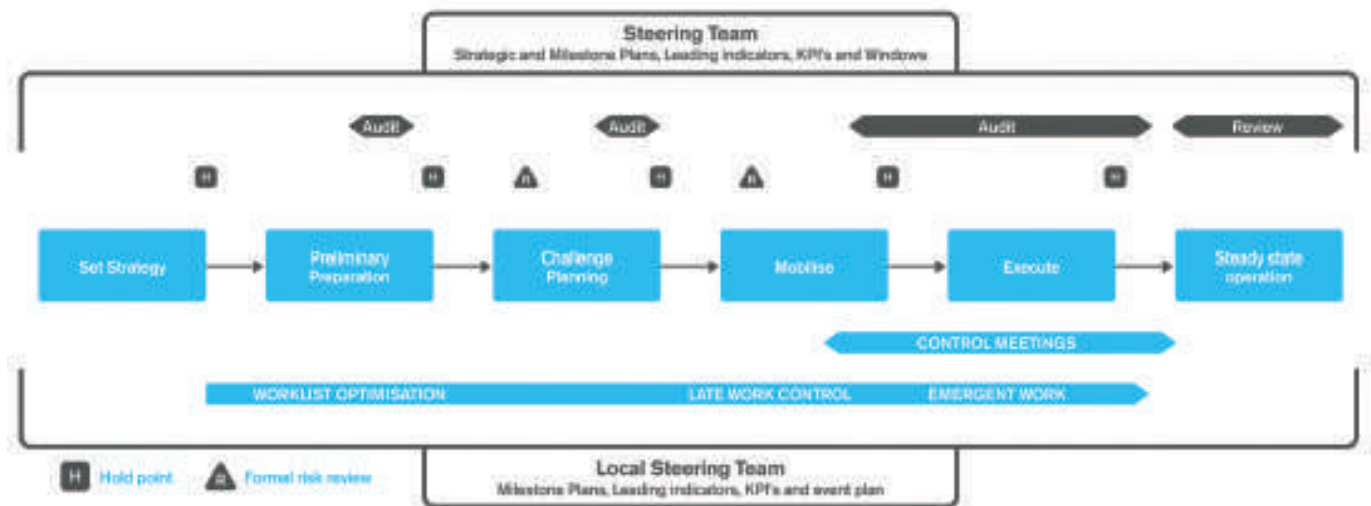 Steering Team
Strategic and Milestone Plans, Leading indicators, KPI's and Windows
Audit
Audit
Audit
Review
H
H
R
H
R
H
H
Set Strategy
Preliminary
Preparation
Challenge
Planning
Mobilise
Execute
Steady state
operation
CONTROL MEETINGS
WORKLIST OPTIMISATION
LATE WORK CONTROL
EMERGENT WORK
H
Hold point
R
Formal risk review
Local Steering Team
Milestone Plans, Leading indicators, KPI's and event plan